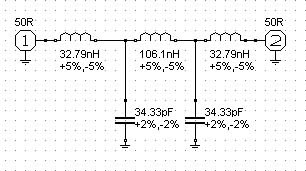 50R
50R
1
2
32.79nH
+5%,-5%
106.1nH
+5%,-5%
32.79nH
+5%,-5%
34.33pF
+2%,-2%
34.33pF
+2%,-2%